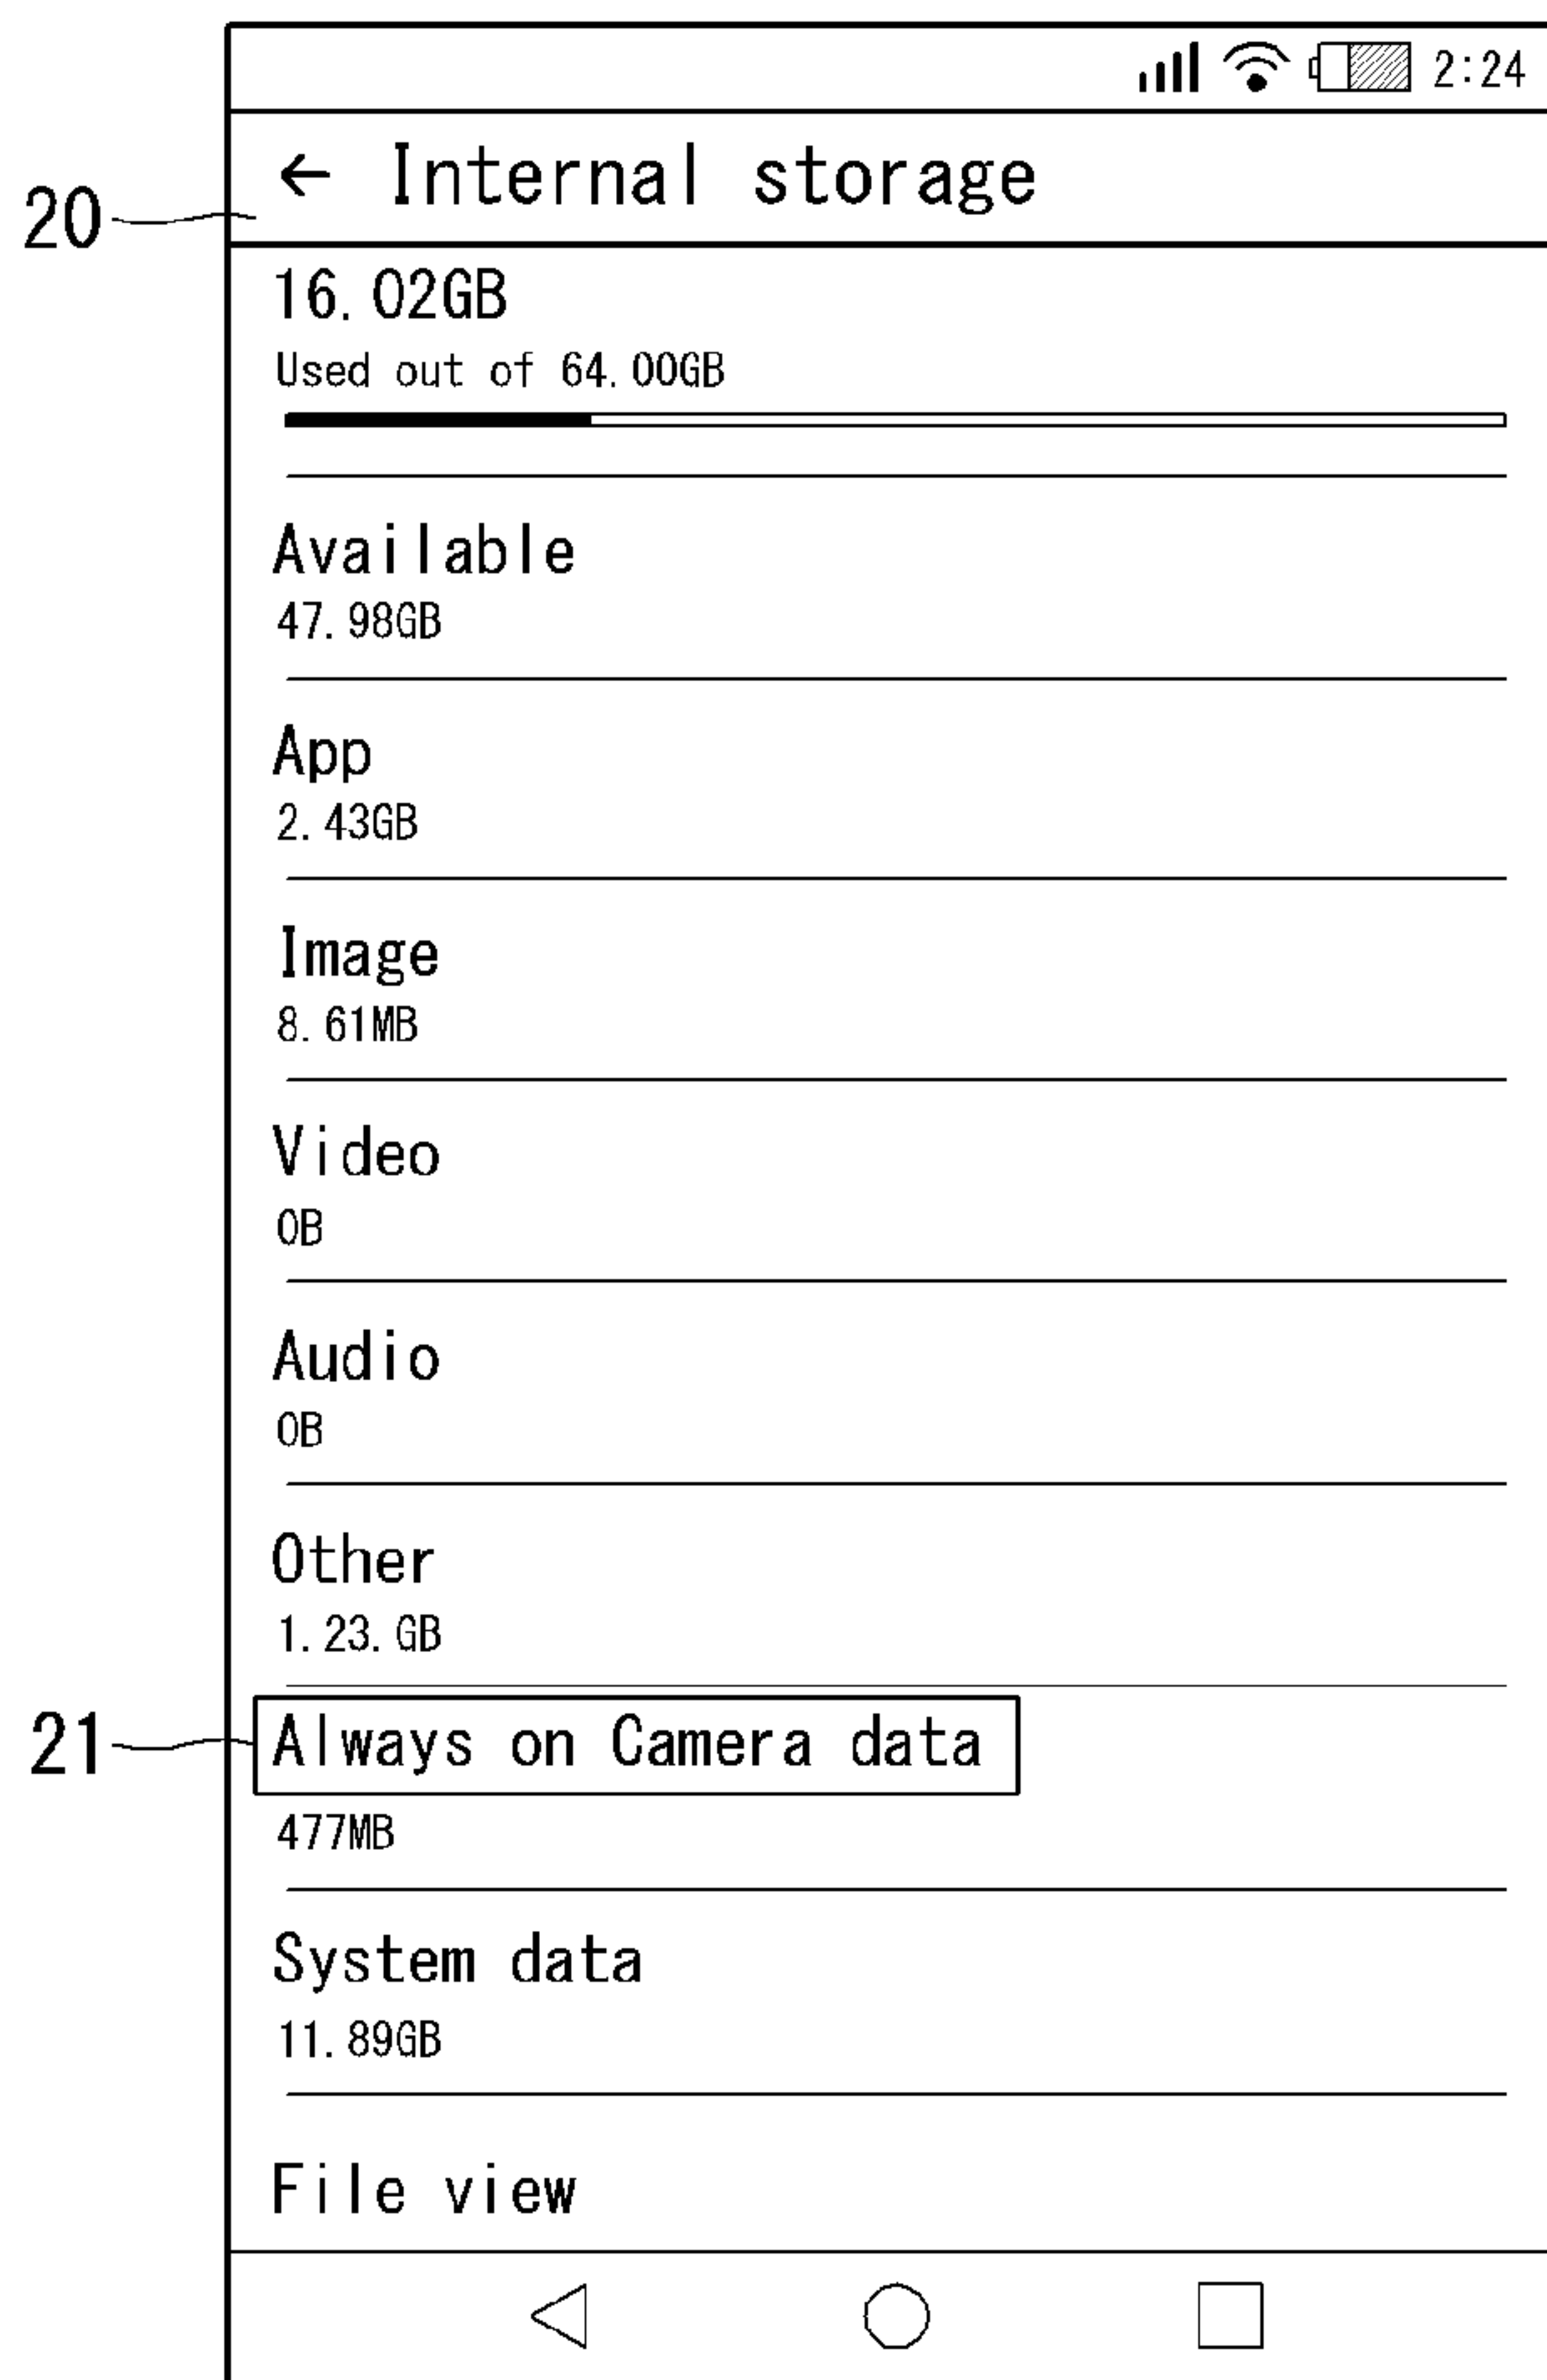 2:24
← Internal storage
20
16.02GB
Used out of 64.00GB
Available
47.98GB
App
2.43GB
Image
8.61MB
Video
0B
Audio
0B
Other
1.23.GB
21
Always on Camera data
477MB
System data
11.89GB
File view